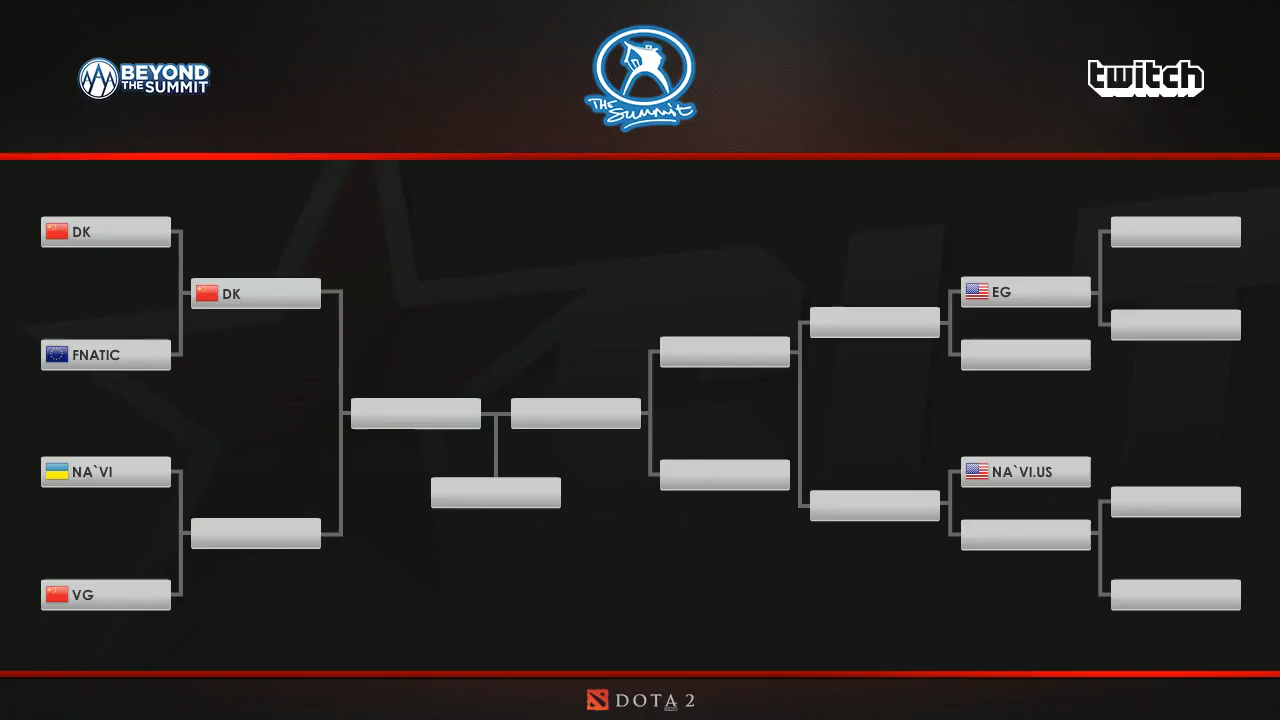 BEYOND
THE SUMMIT
THE
Summit
twitch
DK
FNATIC
DK
NA`VI
VG
EG
NA`VI.US
DOTA 2